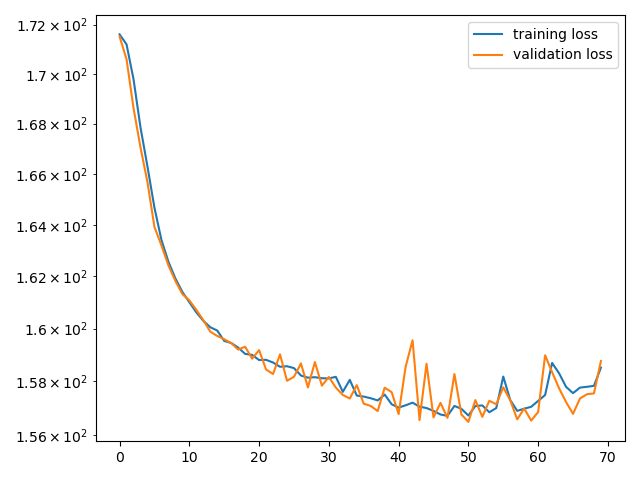 1.72 × 10²
1.7 × 10²
1.68 × 10²
1.66 × 10²
1.64 × 10²
1.62 × 10²
1.6 × 10²
1.58 × 10²
1.56 × 10²
0 10 20 30 40 50 60 70
training loss
validation loss